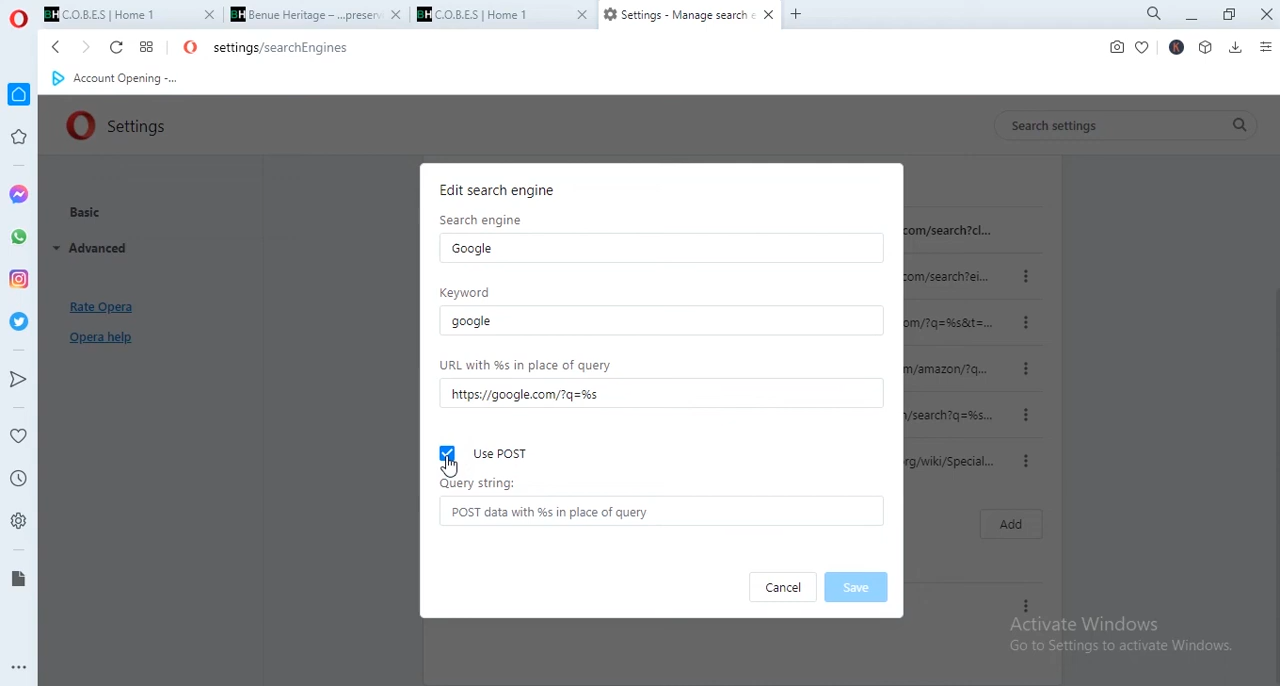 C.O.B.E.S | Home 1
Benue Heritage – ...preserv
C.O.B.E.S | Home 1
Settings - Manage search e
settings/searchEngines
K
Account Opening -...
Settings
Search settings
Basic
Advanced
Rate Opera
Opera help
Edit search engine
Search engine
Google
Keyword
google
URL with %s in place of query
https://google.com/?q=%s
Use POST
Query string:
POST data with %s in place of query
Cancel
Save
com/search?cl...
com/search?ei...
om/?q=%s&t=...
m/amazon/?q...
/search?q=%s...
rg/wiki/Special...
Add
Activate Windows
Go to Settings to activate Windows.